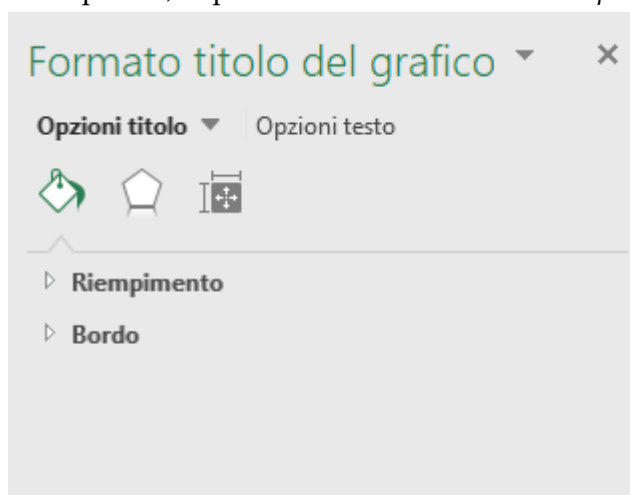 Formato titolo del grafico
Opzioni titolo Opzioni testo
Riempimento
Bordo